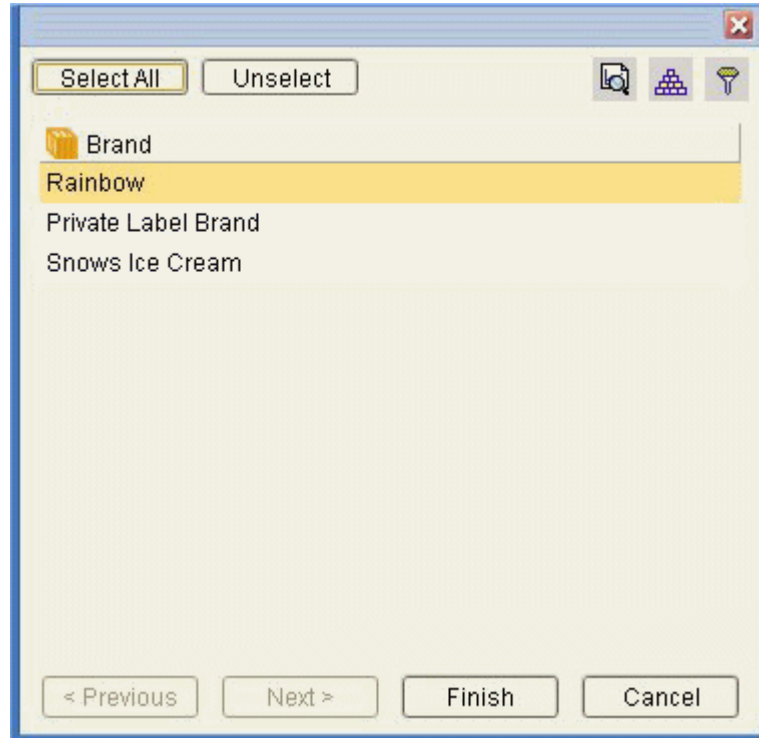 Select All Unselect
Brand
Rainbow
Private Label Brand
Snows Ice Cream
< Previous Next > Finish Cancel